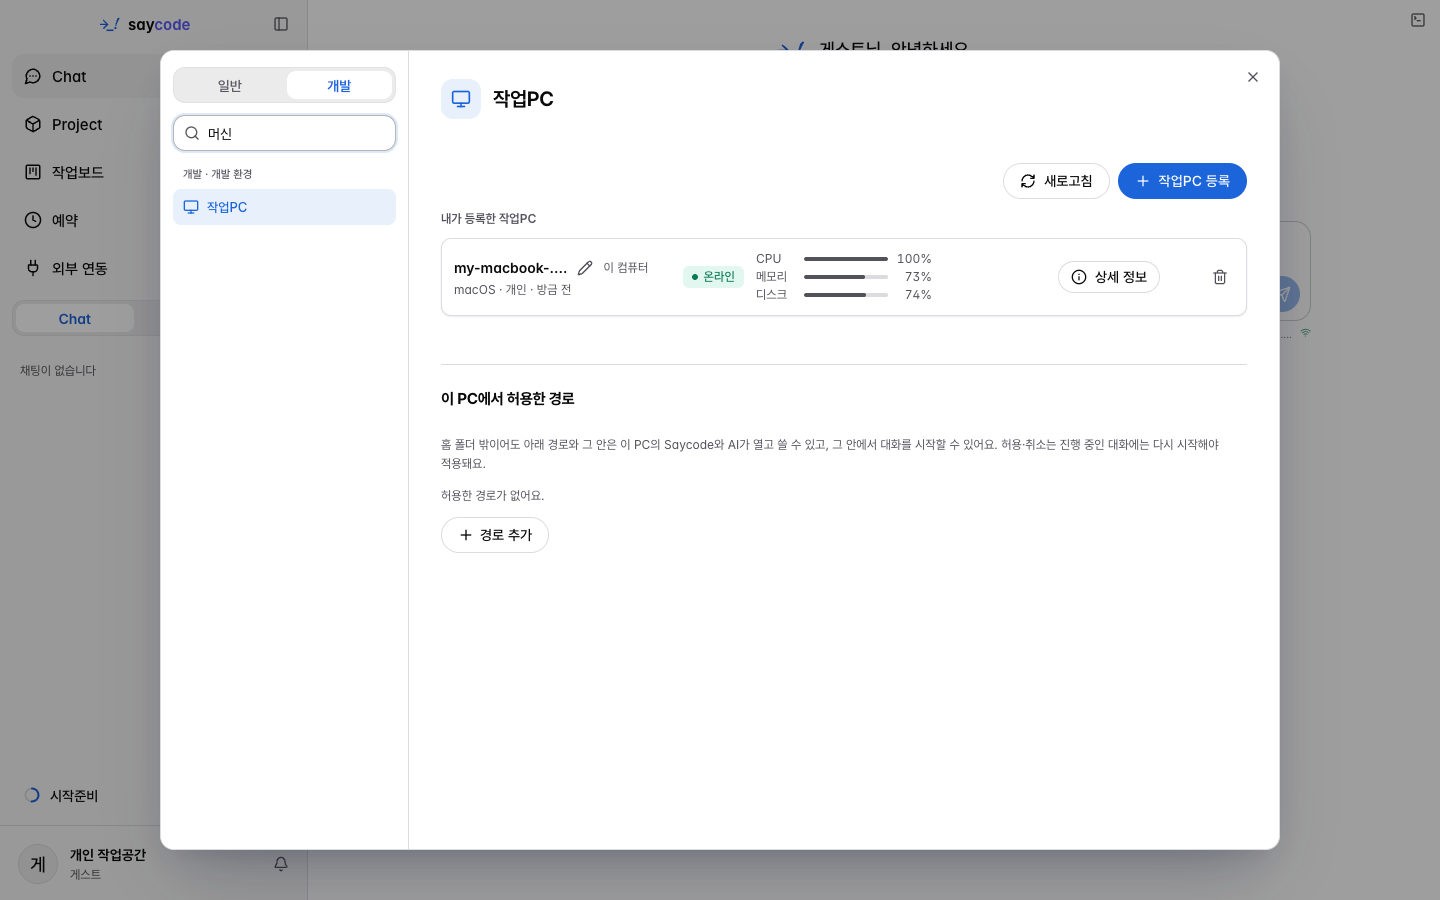 saycode
Chat
Project
작업보드
예약
외부 연동
Chat
채팅이 없습니다
시작준비
게
개인 작업공간
게스트
일반
개발
머신
개발 · 개발 환경
작업PC
작업PC
새로고침
작업PC 등록
내가 등록한 작업PC
my-macbook-....
이 컴퓨터
macOS · 개인 · 방금 전
온라인
CPU 100%
메모리 73%
디스크 74%
상세 정보
이 PC에서 허용한 경로
홈 폴더 밖이어도 아래 경로와 그 안은 이 PC의 Saycode와 AI가 열고 쓸 수 있고, 그 안에서 대화를 시작할 수 있어요. 허용·취소는 진행 중인 대화에는 다시 시작해야
적용돼요.
허용한 경로가 없어요.
경로 추가